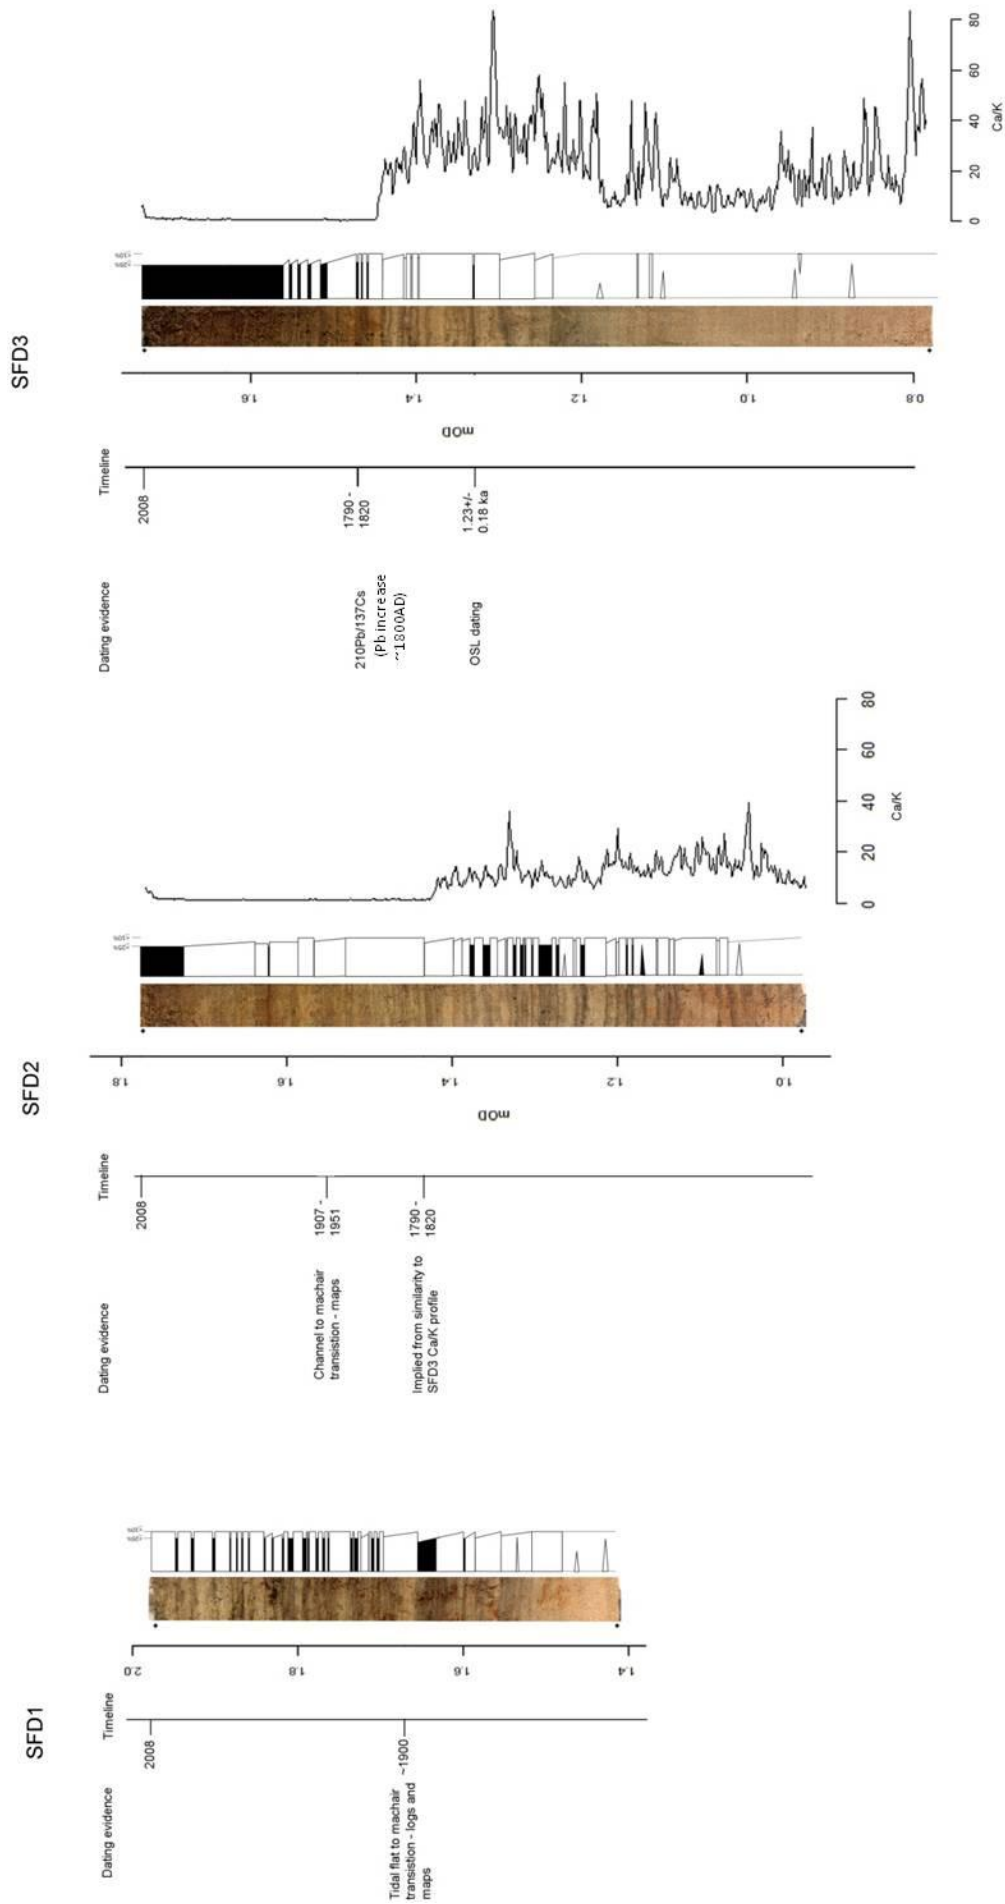 SFD1
Dating evidence
Timeline
2008
~1900
Tidal flat to machair
transistion - logs and
maps
2.0
1.8
1.6
1.4
SFD2
Dating evidence
Timeline
2008
1907 -
1951
Channel to machair
transistion - maps
1790 -
1820
Implied from similarity to
SFD3 Ca/K profile
mOD
1.8
1.6
1.4
1.2
1.0
0
20
40
60
80
Ca/K
SFD3
Dating evidence
Timeline
2008
1790 -
1820
210Pb/137Cs
(Pb increase
~1800AD)
1.23+/-
0.18 ka
OSL dating
mOD
1.6
1.4
1.2
1.0
0.8
0
20
40
60
80
Ca/K